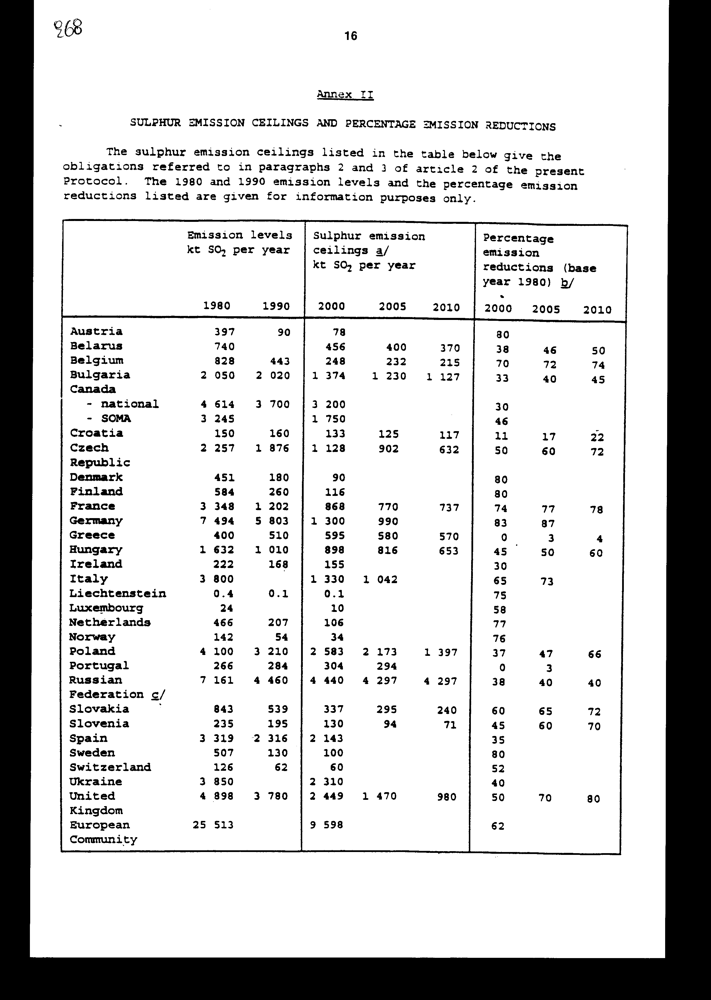 268
16
Annex II
SULPHUR EMISSION CEILINGS AND PERCENTAGE EMISSION REDUCTIONS
The sulphur emission ceilings listed in the table below give the
obligations referred to in paragraphs 2 and 3 of article 2 of the present
Protocol. The 1980 and 1990 emission levels and the percentage emission
reductions listed are given for information purposes only.
Emission levels Sulphur emission Percentage
kt SO2 per year ceilings a/ emission
kt SO2 per year reductions (base
year 1980) b/
1980 1990 2000 2005 2010 2000 2005 2010
Austria 397 90 78 80
Belarus 740 456 400 370 38 46 50
Belgium 828 443 248 232 215 70 72 74
Bulgaria 2 050 2 020 1 374 1 230 1 127 33 40 45
Canada
- national 4 614 3 700 3 200 30
- SOMA 3 245 1 750 46
Croatia 150 160 133 125 117 11 17 22
Czech 2 257 1 876 1 128 902 632 50 60 72
Republic
Denmark 451 180 90 80
Finland 584 260 116 80
France 3 348 1 202 868 770 737 74 77 78
Germany 7 494 5 803 1 300 990 83 87
Greece 400 510 595 580 570 0 3 4
Hungary 1 632 1 010 898 816 653 45 50 60
Ireland 222 168 155 30
Italy 3 800 1 330 1 042 65 73
Liechtenstein 0.4 0.1 0.1 75
Luxembourg 24 10 58
Netherlands 466 207 106 77
Norway 142 54 34 76
Poland 4 100 3 210 2 583 2 173 1 397 37 47 66
Portugal 266 284 304 294 0 3
Russian 7 161 4 460 4 440 4 297 4 297 38 40 40
Federation c/
Slovakia 843 539 337 295 240 60 65 72
Slovenia 235 195 130 94 71 45 60 70
Spain 3 319 2 316 2 143 35
Sweden 507 130 100 80
Switzerland 126 62 60 52
Ukraine 3 850 2 310 40
United 4 898 3 780 2 449 1 470 980 50 70 80
Kingdom
European 25 513 9 598 62
Community